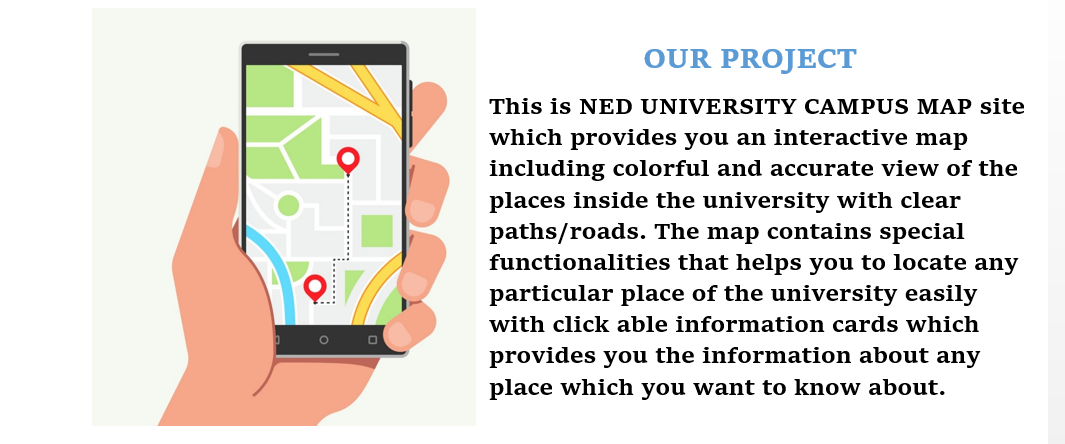 OUR PROJECT
This is NED UNIVERSITY CAMPUS MAP site
which provides you an interactive map
including colorful and accurate view of the
places inside the university with clear
paths/roads. The map contains special
functionalities that helps you to locate any
particular place of the university easily
with click able information cards which
provides you the information about any
place which you want to know about.